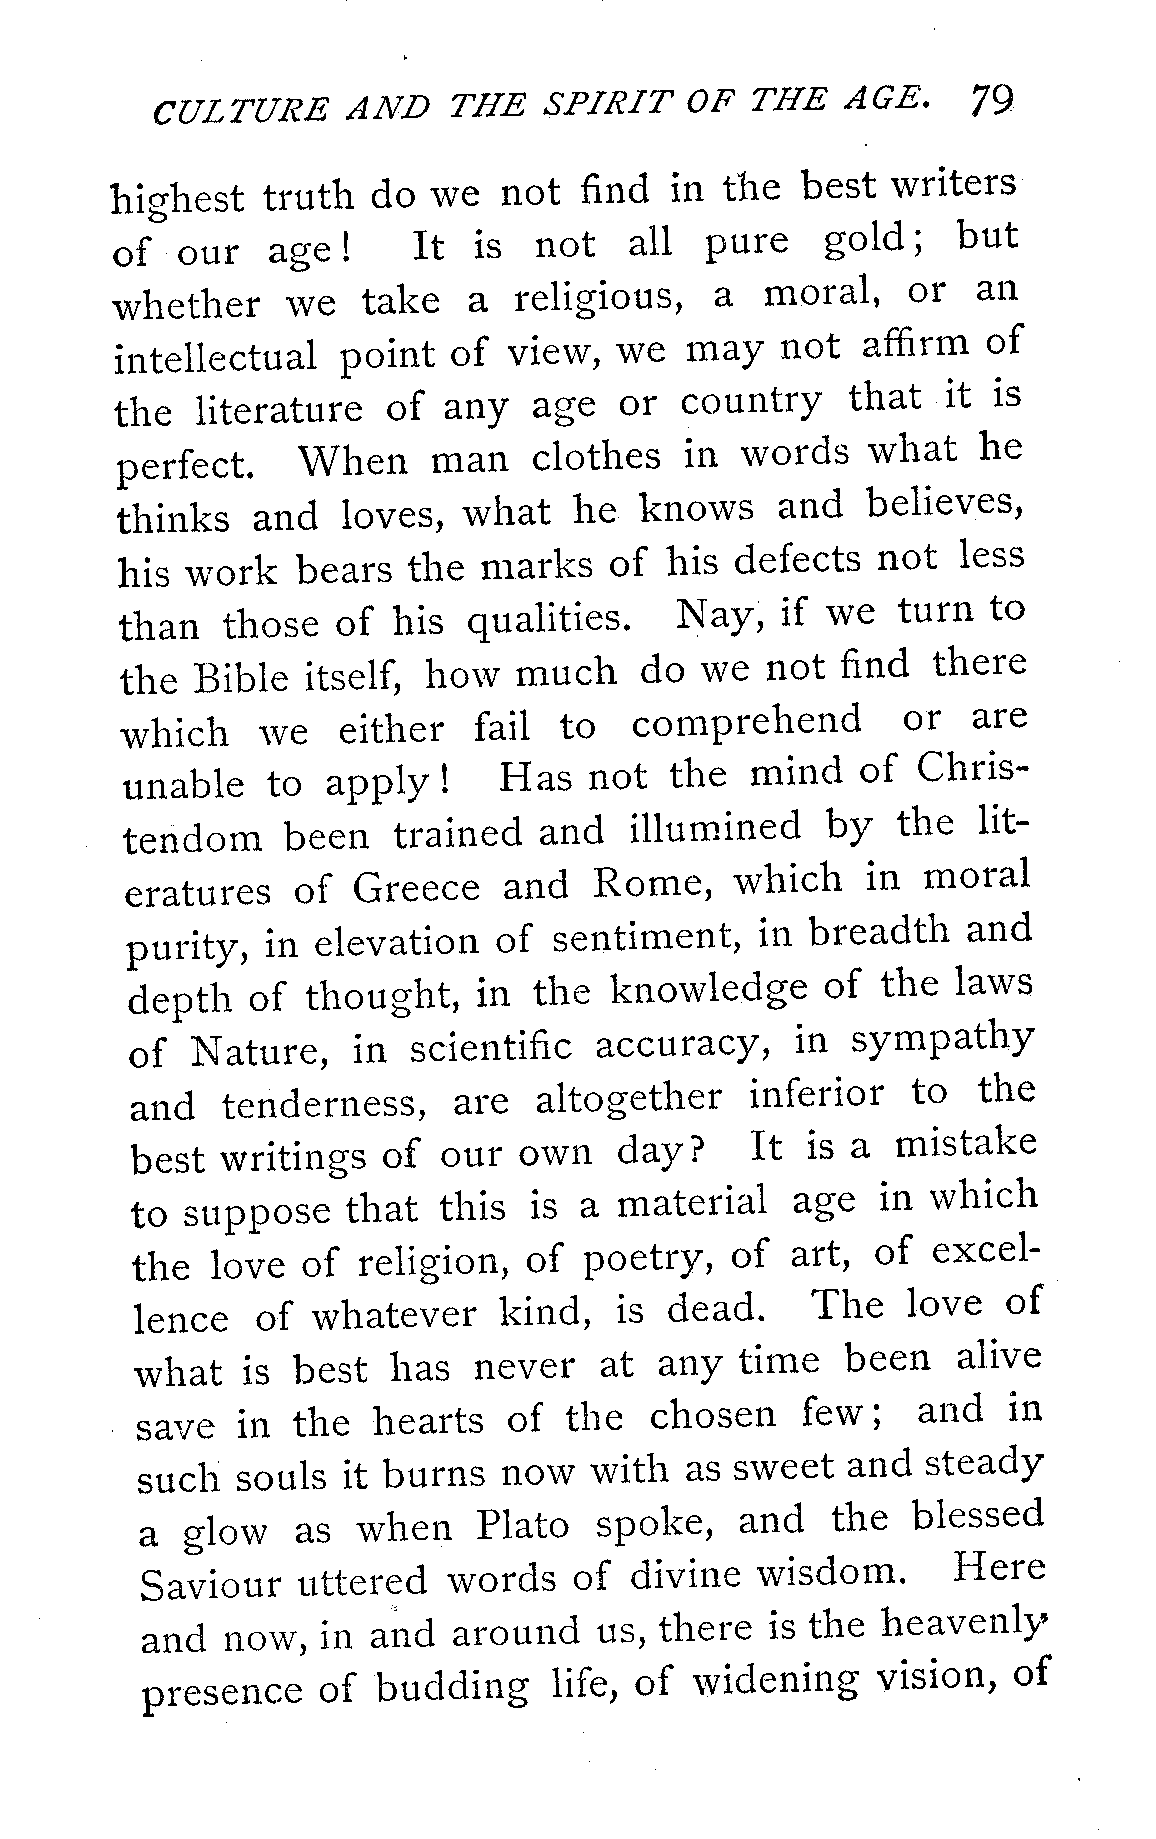 CULTURE AND THE SPIRIT OF THE AGE. 79
highest truth do we not find in the best writers
of our age! It is not all pure gold; but
whether we take a religious, a moral, or an
intellectual point of view, we may not affirm of
the literature of any age or country that it is
perfect. When man clothes in words what he
thinks and loves, what he knows and believes,
his work bears the marks of his defects not less
than those of his qualities. Nay, if we turn to
the Bible itself, how much do we not find there
which we either fail to comprehend or are
unable to apply! Has not the mind of Chris-
tendom been trained and illumined by the lit-
eratures of Greece and Rome, which in moral
purity, in elevation of sentiment, in breadth and
depth of thought, in the knowledge of the laws
of Nature, in scientific accuracy, in sympathy
and tenderness, are altogether inferior to the
best writings of our own day? It is a mistake
to suppose that this is a material age in which
the love of religion, of poetry, of art, of excel-
lence of whatever kind, is dead. The love of
what is best has never at any time been alive
save in the hearts of the chosen few; and in
such souls it burns now with as sweet and steady
a glow as when Plato spoke, and the blessed
Saviour uttered words of divine wisdom. Here
and now, in and around us, there is the heavenly
presence of budding life, of widening vision, of